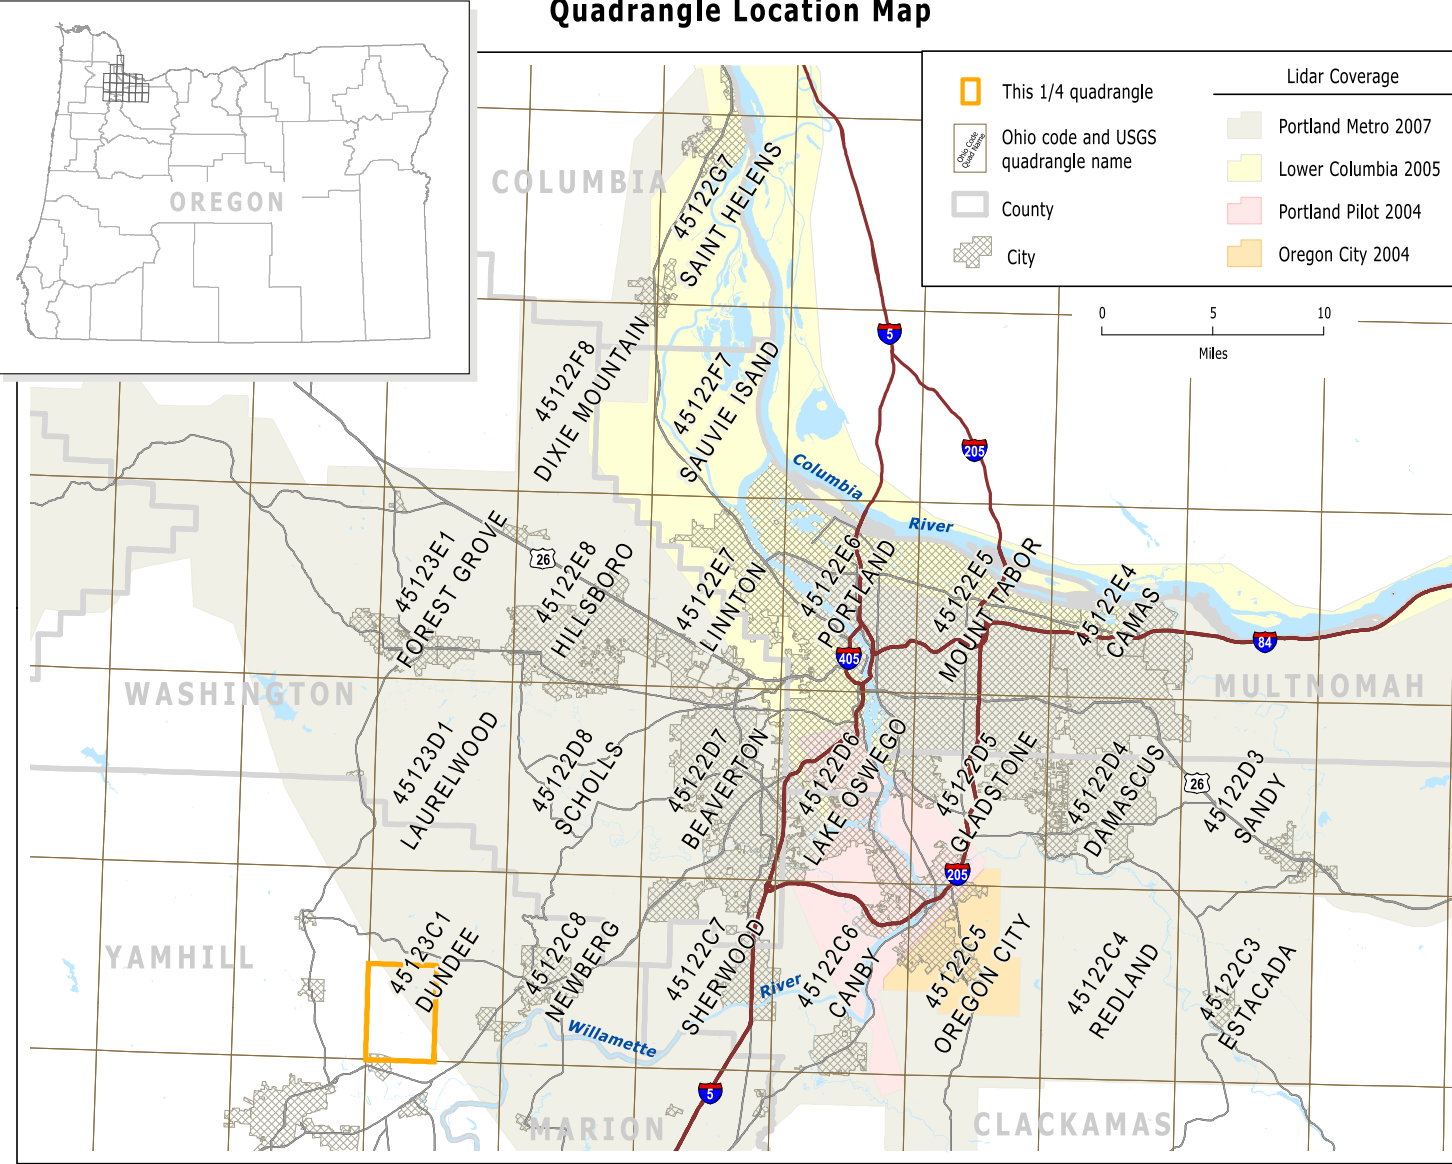 Quadrangle Location Map
OREGON
This 1/4 quadrangle
Ohio Code
Quad Name
Ohio code and USGS
quadrangle name
County
City
Lidar Coverage
Portland Metro 2007
Lower Columbia 2005
Portland Pilot 2004
Oregon City 2004
0 5 10
Miles
COLUMBIA
45122G7
SAINT HELENS
45122F8
DIXIE MOUNTAIN
45122F7
SAUVIE ISAND
5
205
Columbia
River
45123E1
FOREST GROVE
26
45122E8
HILLSBORO
45122E7
LINNTON
45122E6
PORTLAND
45122E5
MOUNT TABOR
45122E4
CAMAS
405
84
WASHINGTON
MULTNOMAH
45123D1
LAURELWOOD
45122D8
SCHOLLS
45122D7
BEAVERTON
45122D6
LAKE OSWEGO
45122D5
GLADSTONE
45122D4
DAMASCUS
26
45122D3
SANDY
205
YAMHILL
45123C1
DUNDEE
45122C8
NEWBERG
45122C7
SHERWOOD
45122C6
CANBY
45122C5
OREGON CITY
45122C4
REDLAND
45122C3
ESTACADA
Willamette
River
5
MARION
CLACKAMAS